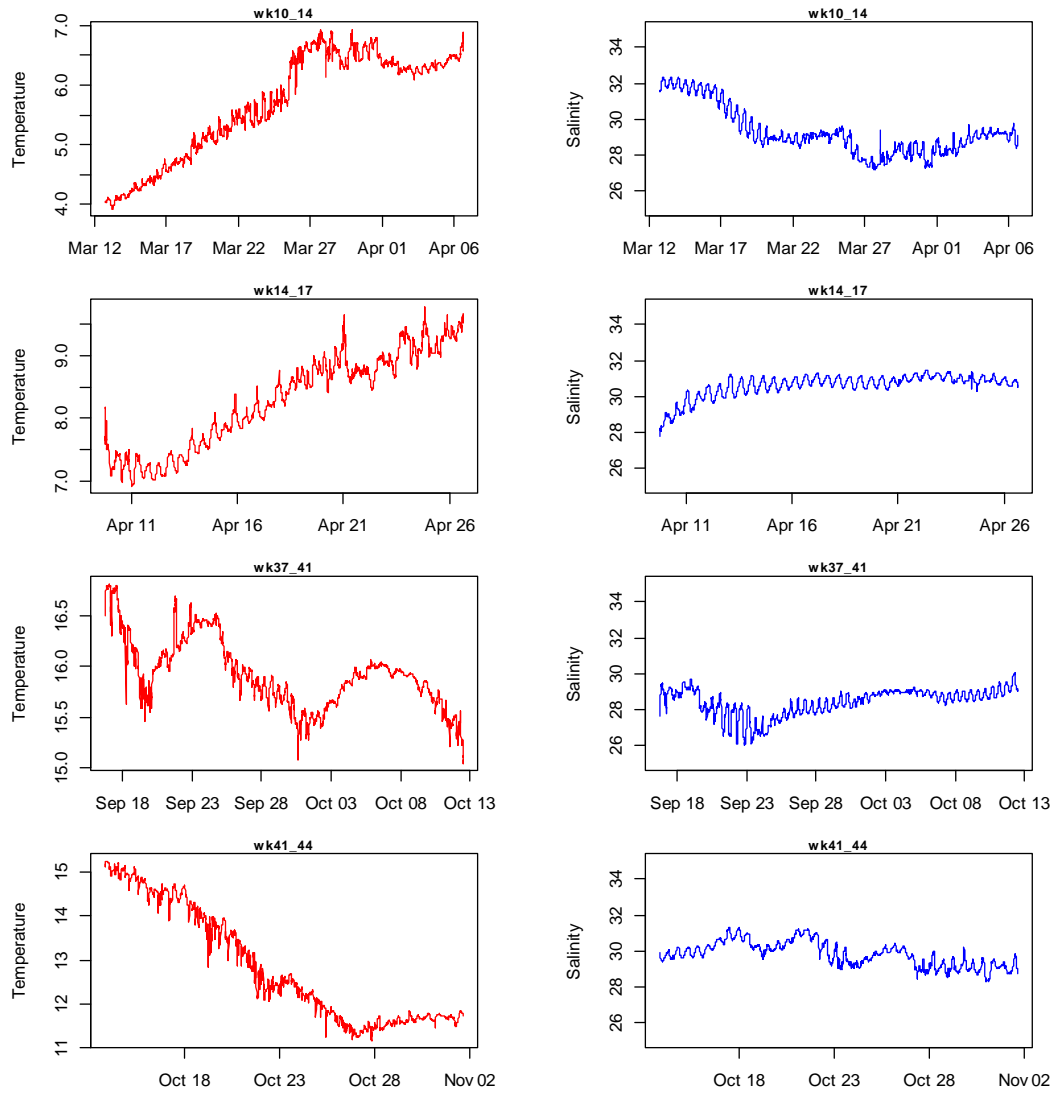 wk10_14
wk10_14
Temperature
7.0
6.0
5.0
4.0
Mar 12 Mar 17 Mar 22 Mar 27 Apr 01 Apr 06
Salinity
34
32
30
28
26
Mar 12 Mar 17 Mar 22 Mar 27 Apr 01 Apr 06
wk14_17
wk14_17
Temperature
9.0
8.0
7.0
Apr 11 Apr 16 Apr 21 Apr 26
Salinity
34
32
30
28
26
Apr 11 Apr 16 Apr 21 Apr 26
wk37_41
wk37_41
Temperature
16.5
16.0
15.5
15.0
Sep 18 Sep 23 Sep 28 Oct 03 Oct 08 Oct 13
Salinity
34
32
30
28
26
Sep 18 Sep 23 Sep 28 Oct 03 Oct 08 Oct 13
wk41_44
wk41_44
Temperature
15
14
13
12
11
Oct 18 Oct 23 Oct 28 Nov 02
Salinity
34
32
30
28
26
Oct 18 Oct 23 Oct 28 Nov 02